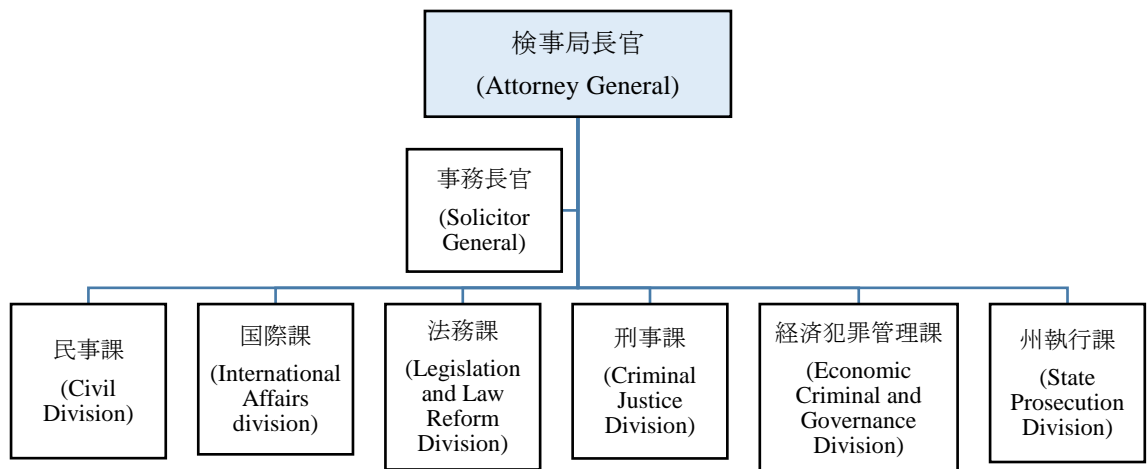 検事局長官
(Attorney General)
事務長官
(Solicitor
General)
民事課
(Civil
Division)
国際課
(International
Affairs
division)
法務課
(Legislation
and Law
Reform
Division)
刑事課
(Criminal
Justice
Division)
経済犯罪管理課
(Economic
Criminal and
Governance
Division)
州執行課
(State
Prosecution
Division)